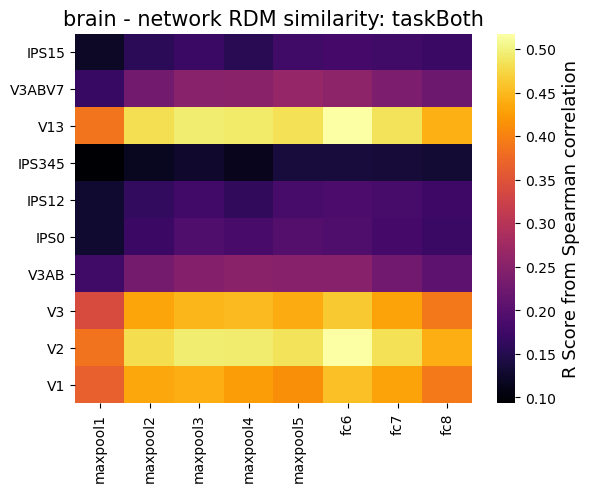 brain - network RDM similarity: taskBoth
IPS15
V3ABV7
V13
IPS345
IPS12
IPS0
V3AB
V3
V2
V1
maxpool1
maxpool2
maxpool3
maxpool4
maxpool5
fc6
fc7
fc8
0.50
0.45
0.40
0.35
0.30
0.25
0.20
0.15
0.10
R Score from Spearman correlation